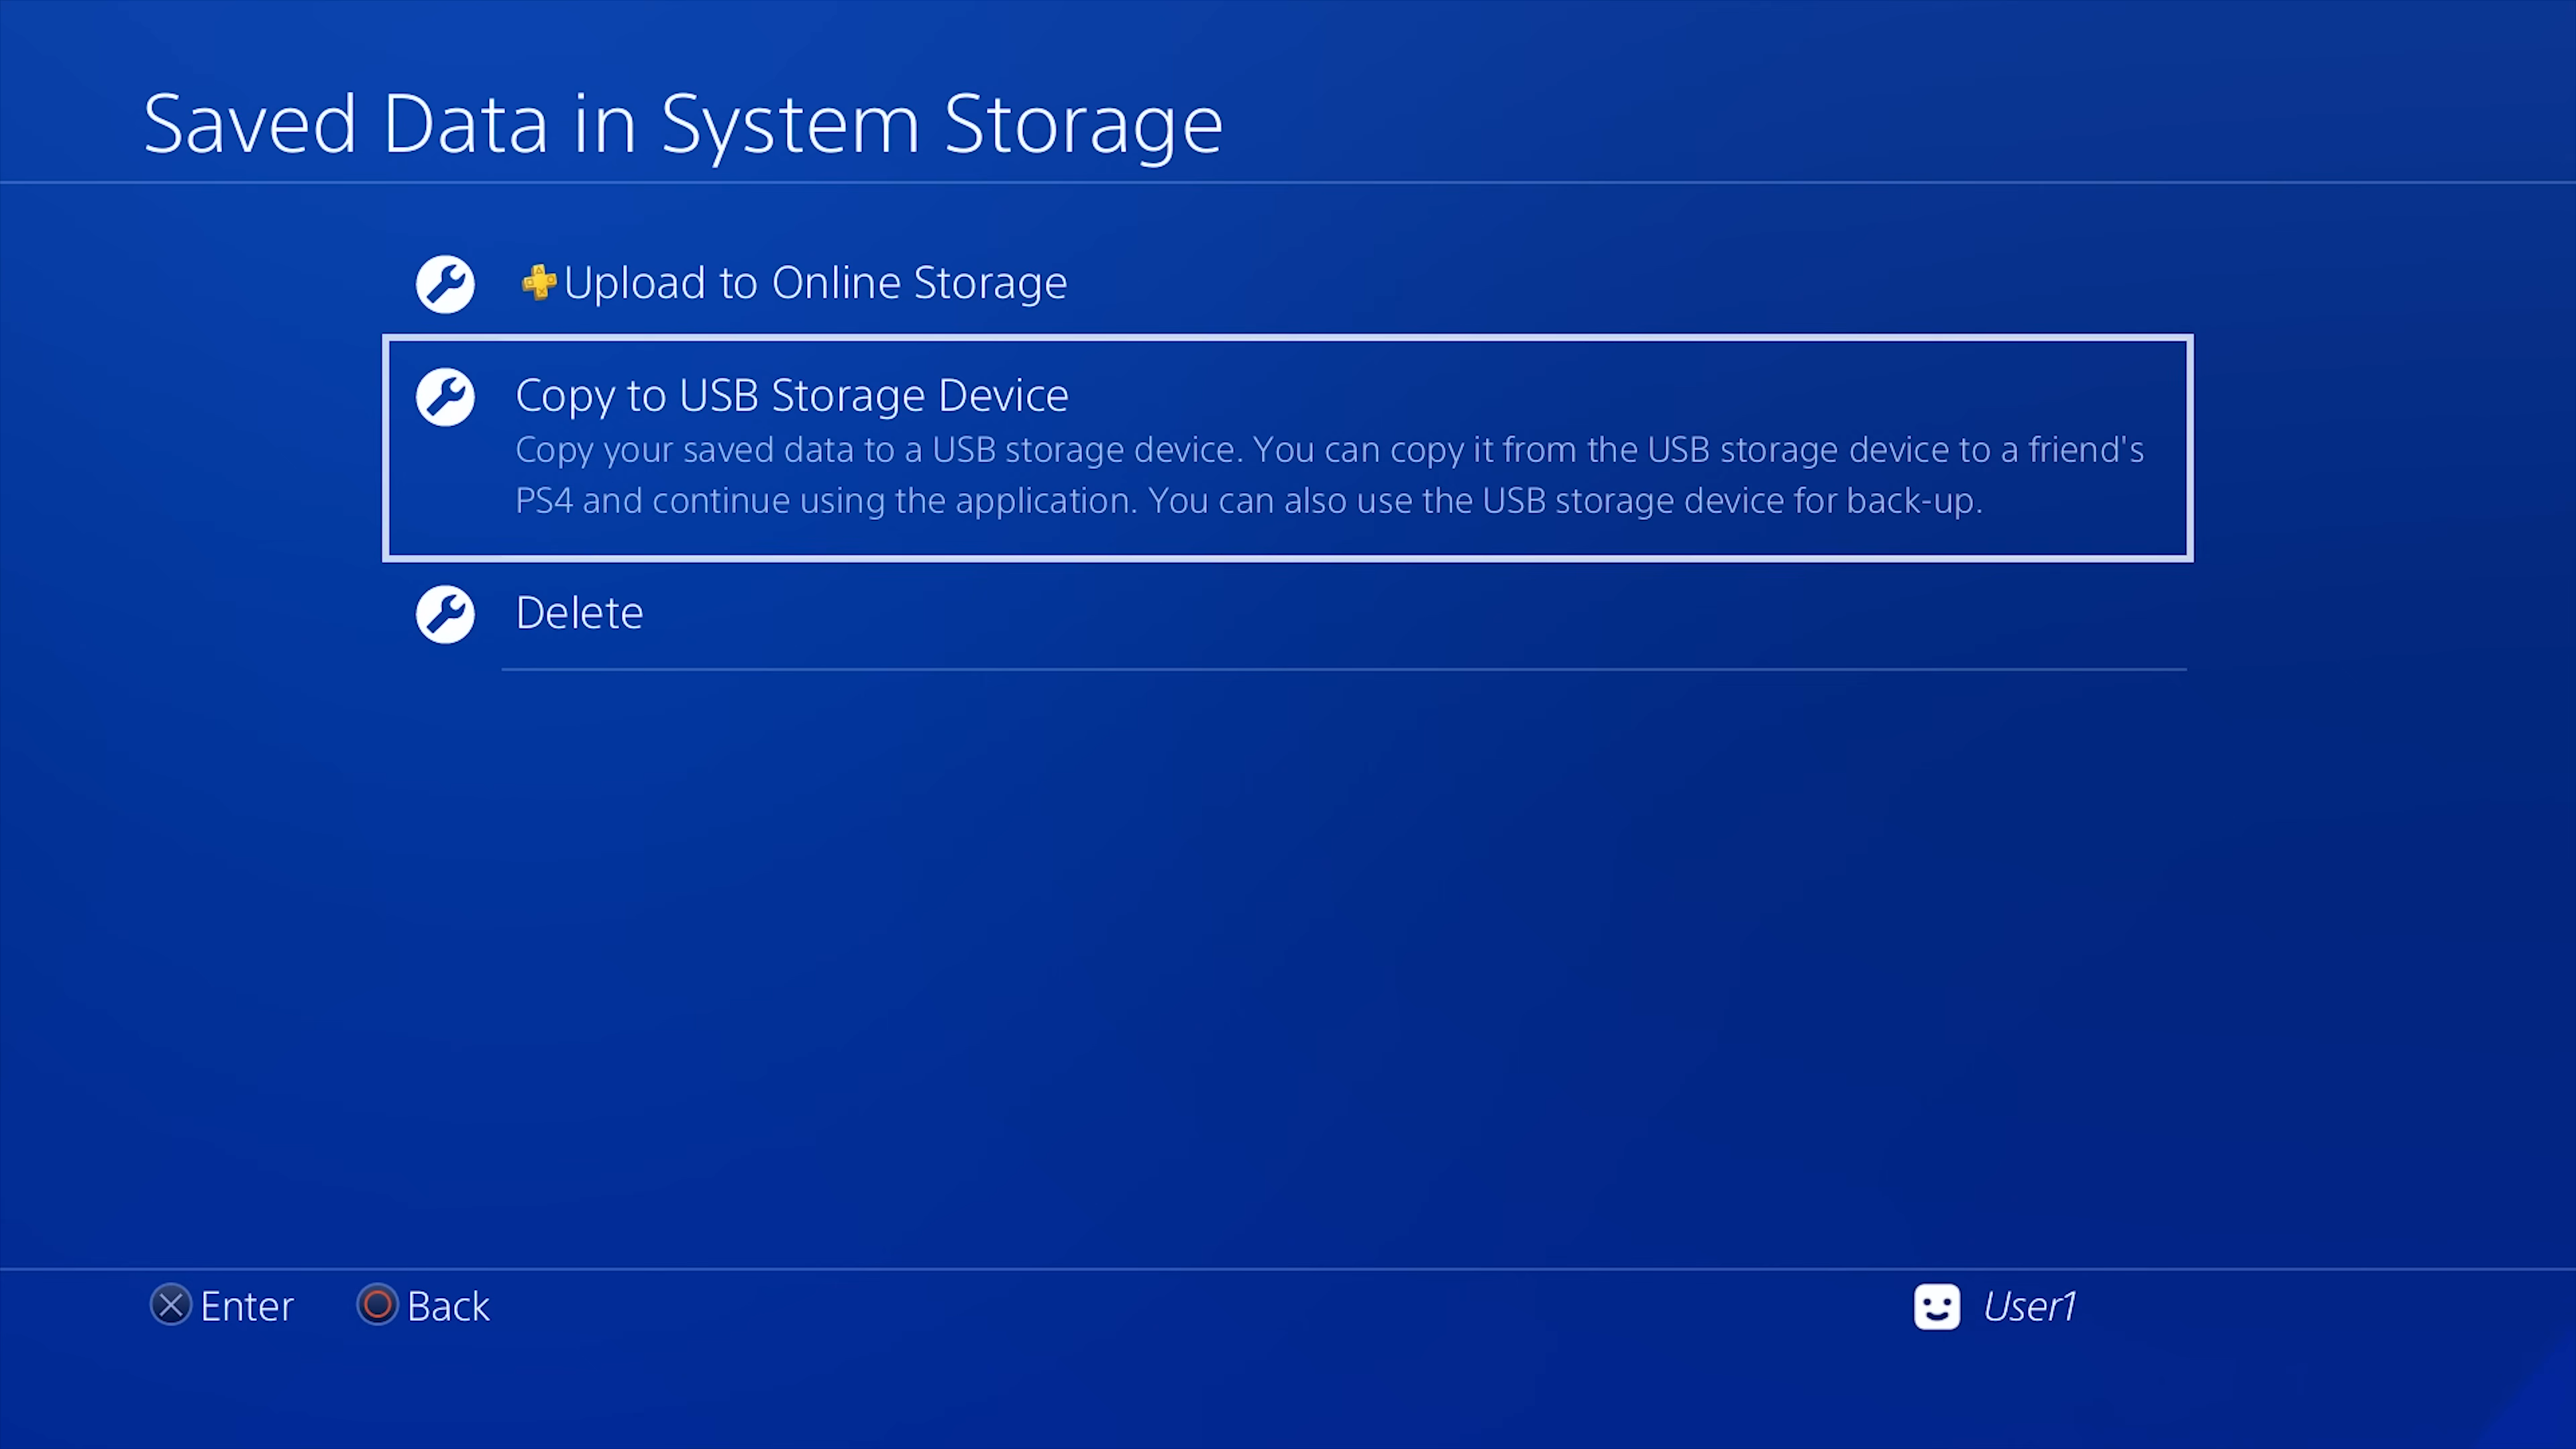 Saved Data in System Storage
Upload to Online Storage
Copy to USB Storage Device
Copy your saved data to a USB storage device. You can copy it from the USB storage device to a friend's
PS4 and continue using the application. You can also use the USB storage device for back-up.
Delete
Enter
Back
User1